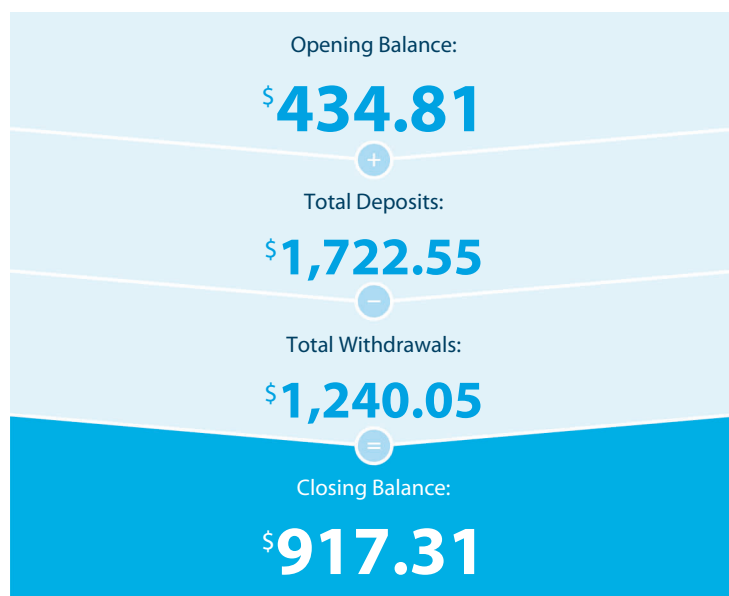 Opening Balance:
$434.81
+
Total Deposits:
$1,722.55
−
Total Withdrawals:
$1,240.05
=
Closing Balance:
$917.31